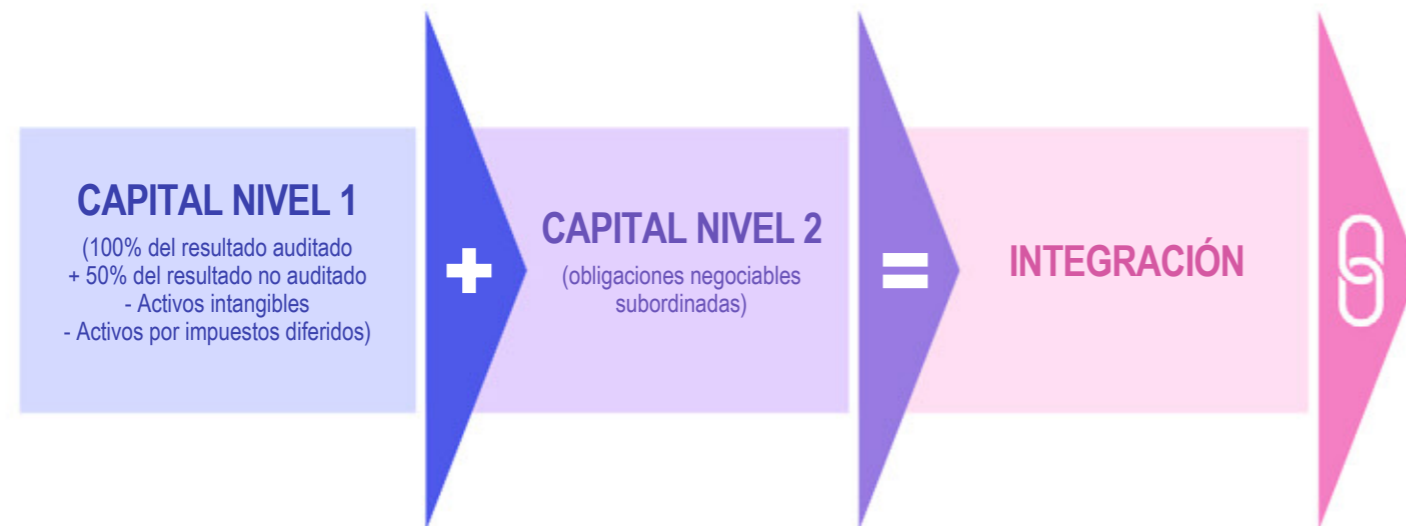 CAPITAL NIVEL 1
(100% del resultado auditado
+ 50% del resultado no auditado
- Activos intangibles
- Activos por impuestos diferidos)
+
CAPITAL NIVEL 2
(obligaciones negociables
subordinadas)
=
INTEGRACIÓN